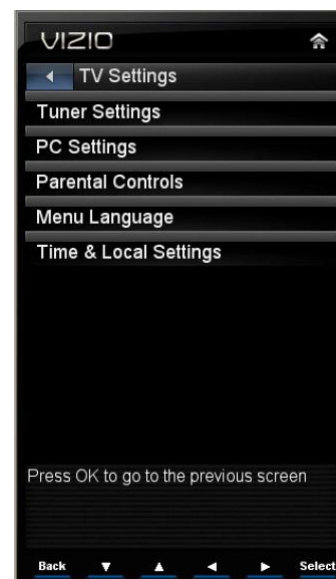 VIZIO
TV Settings
Tuner Settings
PC Settings
Parental Controls
Menu Language
Time & Local Settings
Press OK to go to the previous screen
Back ▼ ▲ ◄ ► Select